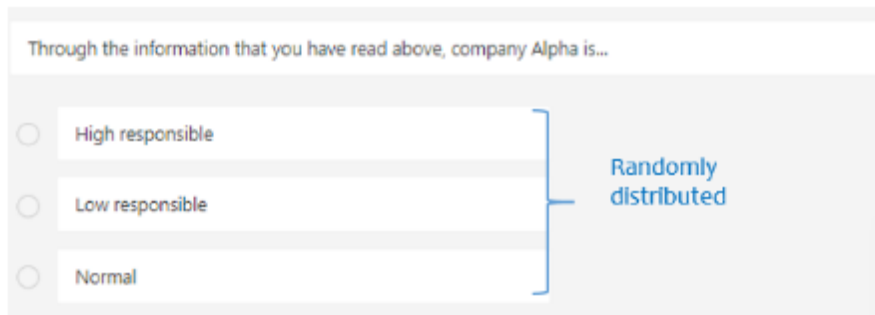 Through the information that you have read above, company Alpha is...
High responsible
Low responsible
Normal
Randomly
distributed